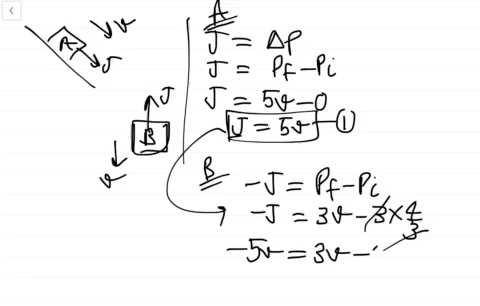 A
J = Δp
J = Pf - Pi
J = 5v - 0
J = 5v - ①
B
-J = Pf - Pi
-J = 3v - 3 × 4/3
-5v = 3v -
A
v
J
J
B
v